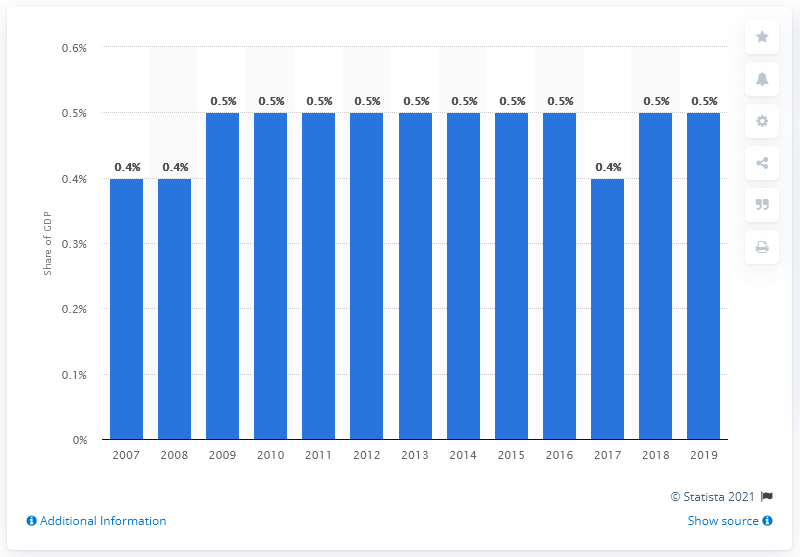 0.6%
0.5%
0.4%
0.3%
0.2%
0.1%
0%
Share of GDP
0.4% 0.4% 0.5% 0.5% 0.5% 0.5% 0.5% 0.5% 0.5% 0.5% 0.4% 0.5% 0.5%
2007 2008 2009 2010 2011 2012 2013 2014 2015 2016 2017 2018 2019
© Statista 2021
Additional Information
Show source